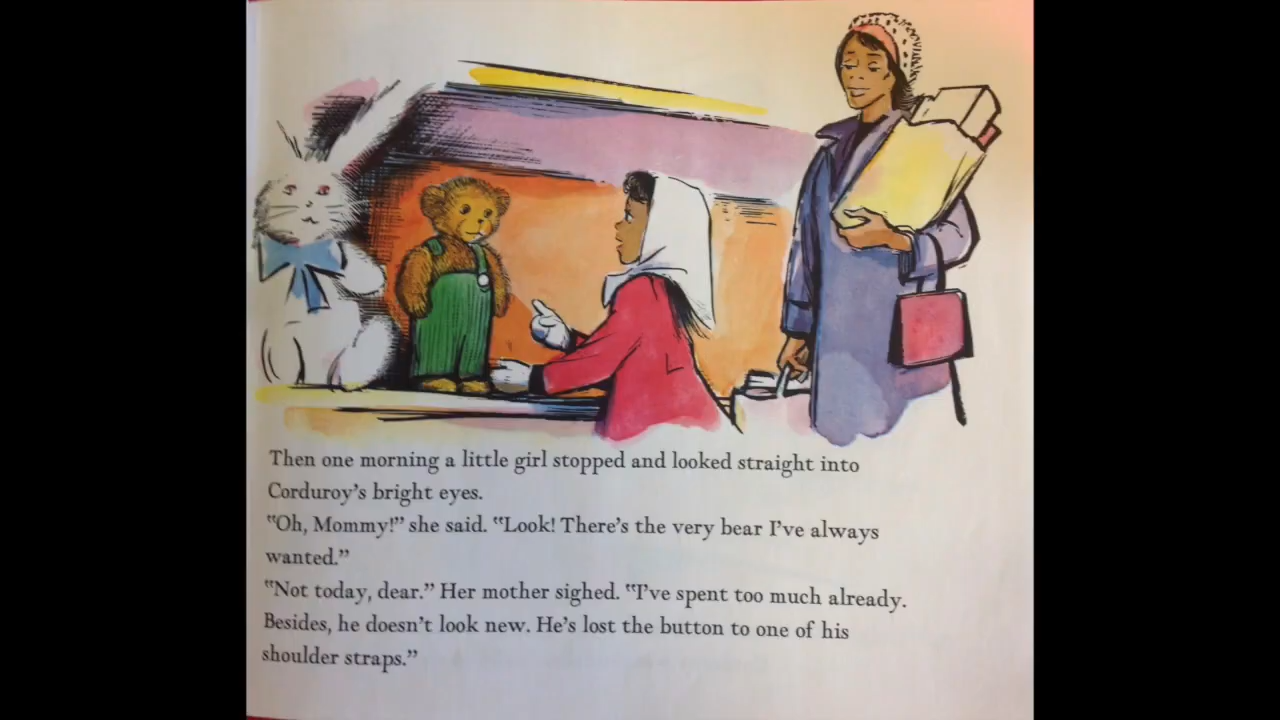 Then one morning a little girl stopped and looked straight into
Corduroy's bright eyes.
"Oh, Mommy!" she said. "Look! There's the very bear I've always
wanted."
"Not today, dear." Her mother sighed. "I've spent too much already.
Besides, he doesn't look new. He's lost the button to one of his
shoulder straps."